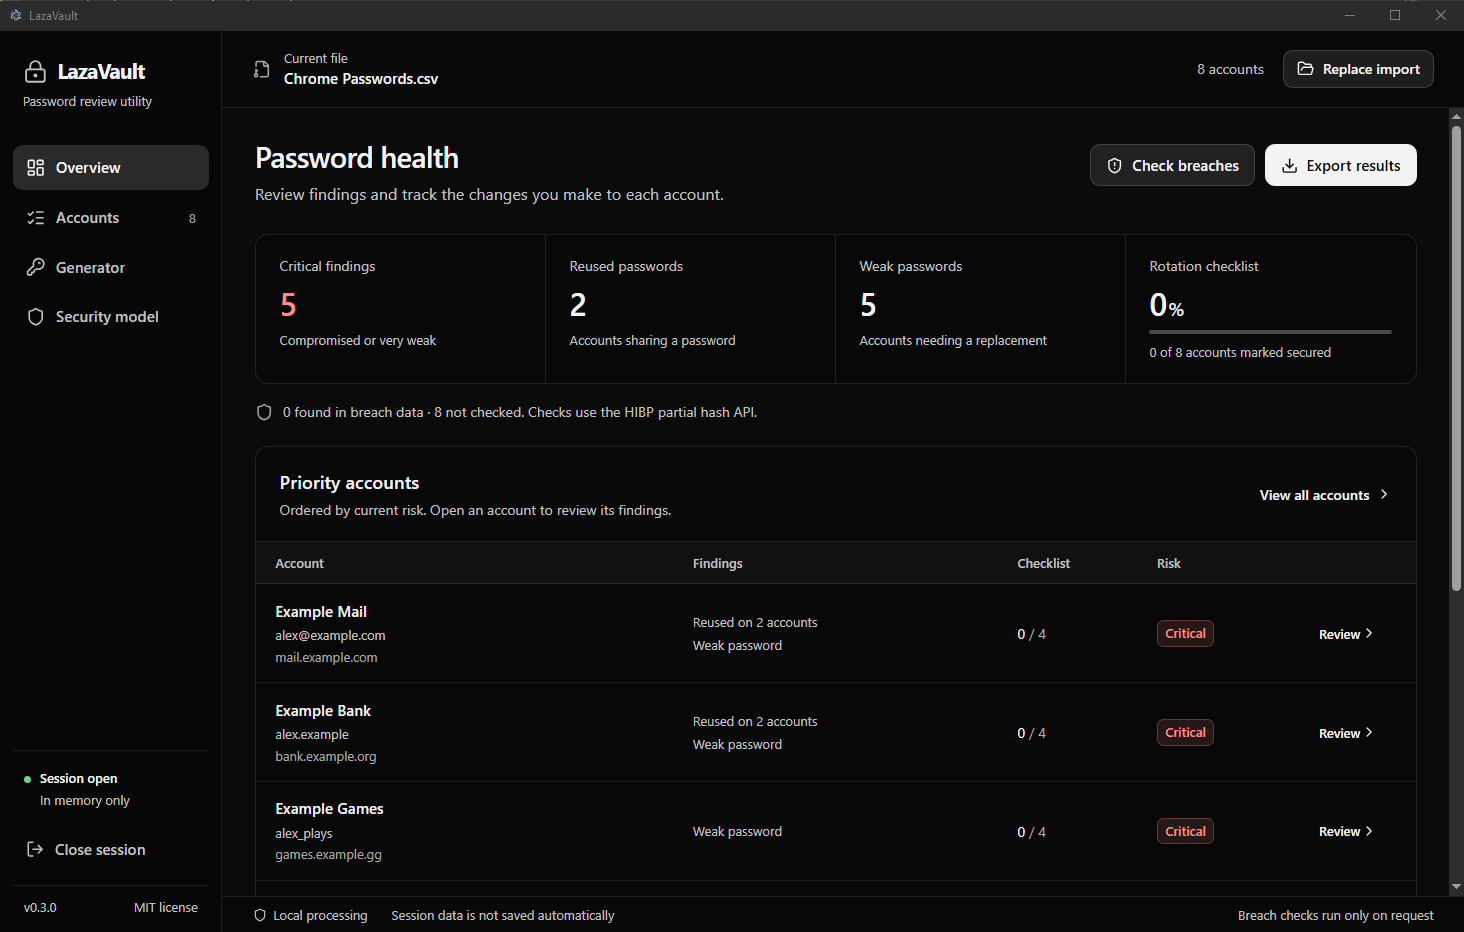 LazaVault
LazaVault
Password review utility
Overview
Accounts 8
Generator
Security model
Session open
In memory only
Close session
v0.3.0 MIT license
Current file
Chrome Passwords.csv
8 accounts
Replace import
Password health
Review findings and track the changes you make to each account.
Check breaches
Export results
Critical findings
5
Compromised or very weak
Reused passwords
2
Accounts sharing a password
Weak passwords
5
Accounts needing a replacement
Rotation checklist
0%
0 of 8 accounts marked secured
0 found in breach data · 8 not checked. Checks use the HIBP partial hash API.
Priority accounts
Ordered by current risk. Open an account to review its findings.
View all accounts
Account Findings Checklist Risk
Example Mail
alex@example.com
mail.example.com
Reused on 2 accounts
Weak password
0 / 4
Critical
Review
Example Bank
alex.example
bank.example.org
Reused on 2 accounts
Weak password
0 / 4
Critical
Review
Example Games
alex_plays
games.example.gg
Weak password
0 / 4
Critical
Review
Local processing
Session data is not saved automatically
Breach checks run only on request